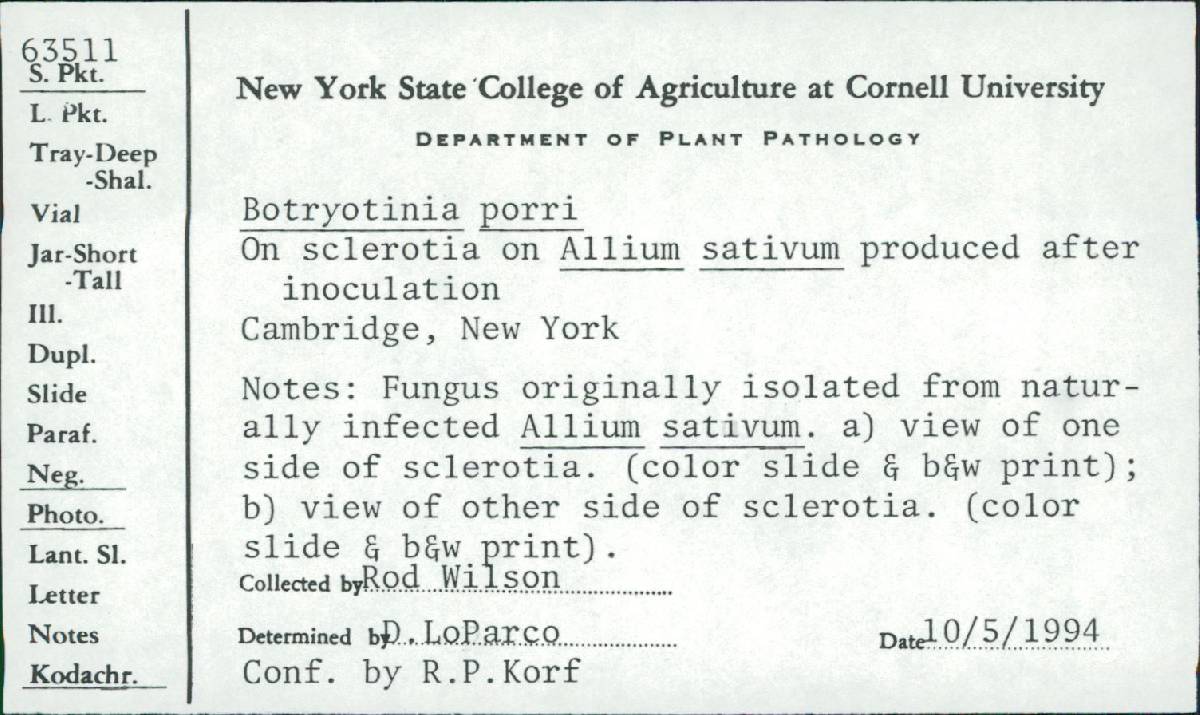 63511
S. Pkt.
L. Pkt.
Tray-Deep
-Shal.
Vial
Jar-Short
-Tall
Ill.
Dupl.
Slide
Paraf.
Neg.
Photo.
Lant. Sl.
Letter
Notes
Kodachr.
New York State College of Agriculture at Cornell University
DEPARTMENT OF PLANT PATHOLOGY
Botryotinia porri
On sclerotia on Allium sativum produced after
inoculation
Cambridge, New York
Notes: Fungus originally isolated from natur-
ally infected Allium sativum. a) view of one
side of sclerotia. (color slide & b&w print);
b) view of other side of sclerotia. (color
slide & b&w print).
Collected by Rod Wilson
Determined by D. LoParco Date 10/5/1994
Conf. by R.P.Korf